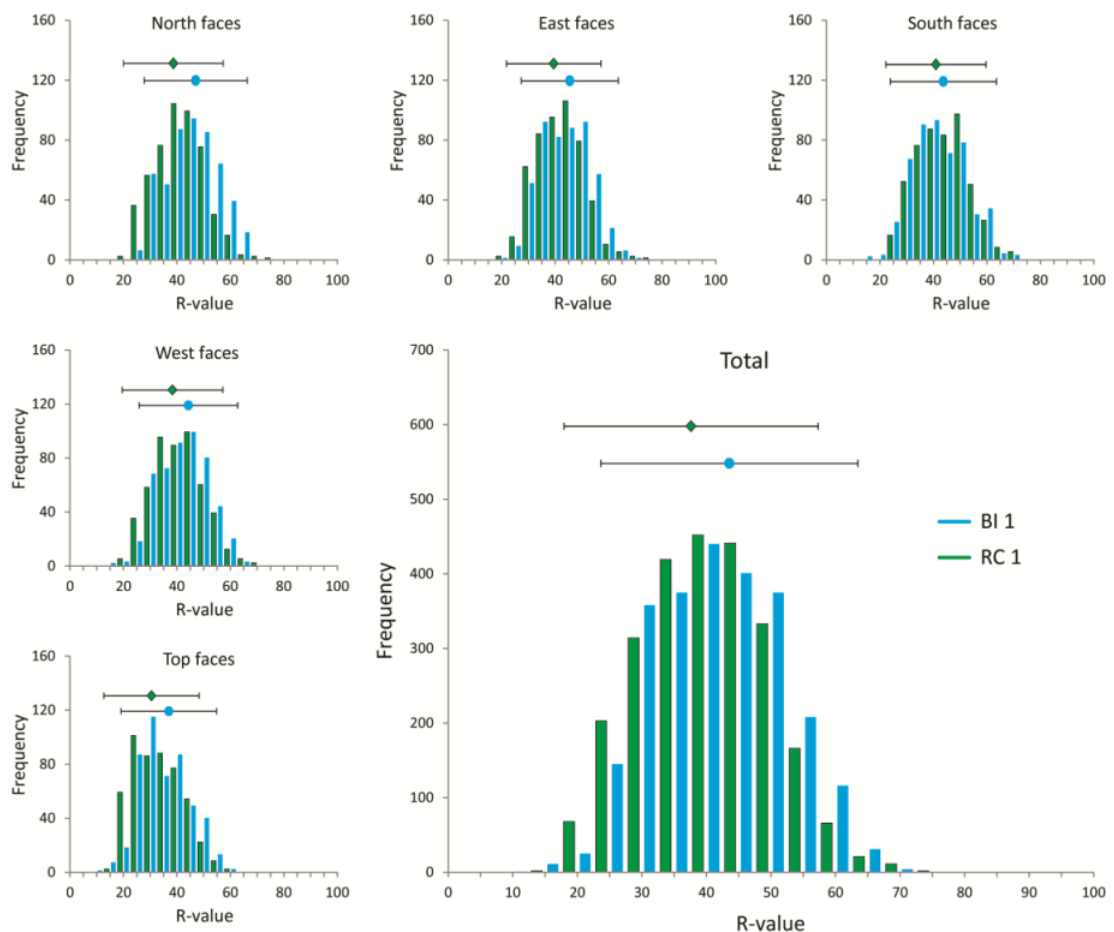 North faces
160
120
80
40
0
Frequency
0 20 40 60 80 100
R-value
East faces
160
120
80
40
0
Frequency
0 20 40 60 80 100
R-value
South faces
160
120
80
40
0
Frequency
0 20 40 60 80 100
R-value
West faces
160
120
80
40
0
Frequency
0 20 40 60 80 100
R-value
Top faces
160
120
80
40
0
Frequency
0 20 40 60 80 100
R-value
Total
700
600
500
400
300
200
100
0
Frequency
BI 1
RC 1
0 10 20 30 40 50 60 70 80 90 100
R-value